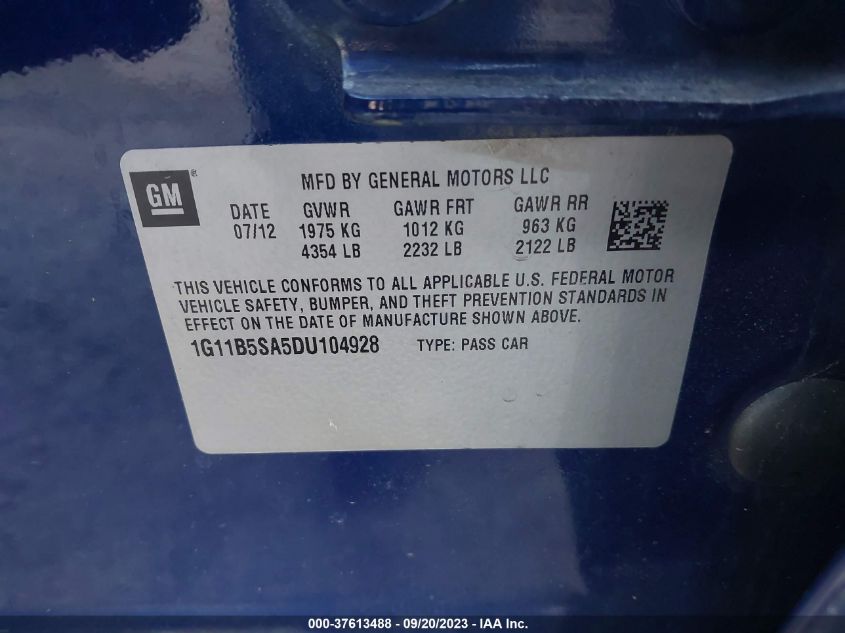 GM®
MFD BY GENERAL MOTORS LLC
DATE GVWR GAWR FRT GAWR RR
07/12 1975 KG 1012 KG 963 KG
4354 LB 2232 LB 2122 LB
THIS VEHICLE CONFORMS TO ALL APPLICABLE U.S. FEDERAL MOTOR
VEHICLE SAFETY, BUMPER, AND THEFT PREVENTION STANDARDS IN
EFFECT ON THE DATE OF MANUFACTURE SHOWN ABOVE.
1G11B5SA5DU104928 TYPE: PASS CAR
000-37613488 - 09/20/2023 - IAA Inc.